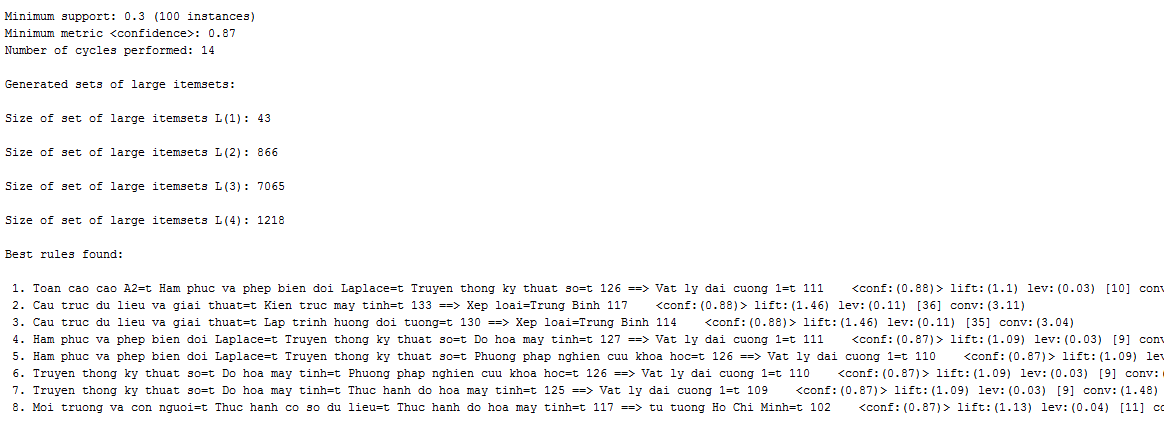 Minimum support: 0.3 (100 instances)
Minimum metric <confidence>: 0.87
Number of cycles performed: 14
Generated sets of large itemsets:
Size of set of large itemsets L(1): 43
Size of set of large itemsets L(2): 866
Size of set of large itemsets L(3): 7065
Size of set of large itemsets L(4): 1218
Best rules found:
1. Toan cao cao A2=t Ham phuc va phep bien doi Laplace=t Truyen thong ky thuat so=t 126 ==> Vat ly dai cuong 1=t 111 <conf:(0.88)> lift:(1.1) lev:(0.03) [10] conv
2. Cau truc du lieu va giai thuat=t Kien truc may tinh=t 133 ==> Xep loai=Trung Binh 117 <conf:(0.88)> lift:(1.46) lev:(0.11) [36] conv:(3.11)
3. Cau truc du lieu va giai thuat=t Lap trinh huong doi tuong=t 130 ==> Xep loai=Trung Binh 114 <conf:(0.88)> lift:(1.46) lev:(0.11) [35] conv:(3.04)
4. Ham phuc va phep bien doi Laplace=t Truyen thong ky thuat so=t Do hoa may tinh=t 127 ==> Vat ly dai cuong 1=t 111 <conf:(0.87)> lift:(1.09) lev:(0.03) [9] conv
5. Ham phuc va phep bien doi Laplace=t Truyen thong ky thuat so=t Phuong phap nghien cuu khoa hoc=t 126 ==> Vat ly dai cuong 1=t 110 <conf:(0.87)> lift:(1.09) lev
6. Truyen thong ky thuat so=t Do hoa may tinh=t Phuong phap nghien cuu khoa hoc=t 126 ==> Vat ly dai cuong 1=t 110 <conf:(0.87)> lift:(1.09) lev:(0.03) [9] conv:(
7. Truyen thong ky thuat so=t Do hoa may tinh=t Thuc hanh do hoa may tinh=t 125 ==> Vat ly dai cuong 1=t 109 <conf:(0.87)> lift:(1.09) lev:(0.03) [9] conv:(1.48)
8. Moi truong va con nguoi=t Thuc hanh co so du lieu=t Thuc hanh do hoa may tinh=t 117 ==> tu tuong Ho Chi Minh=t 102 <conf:(0.87)> lift:(1.13) lev:(0.04) [11] co